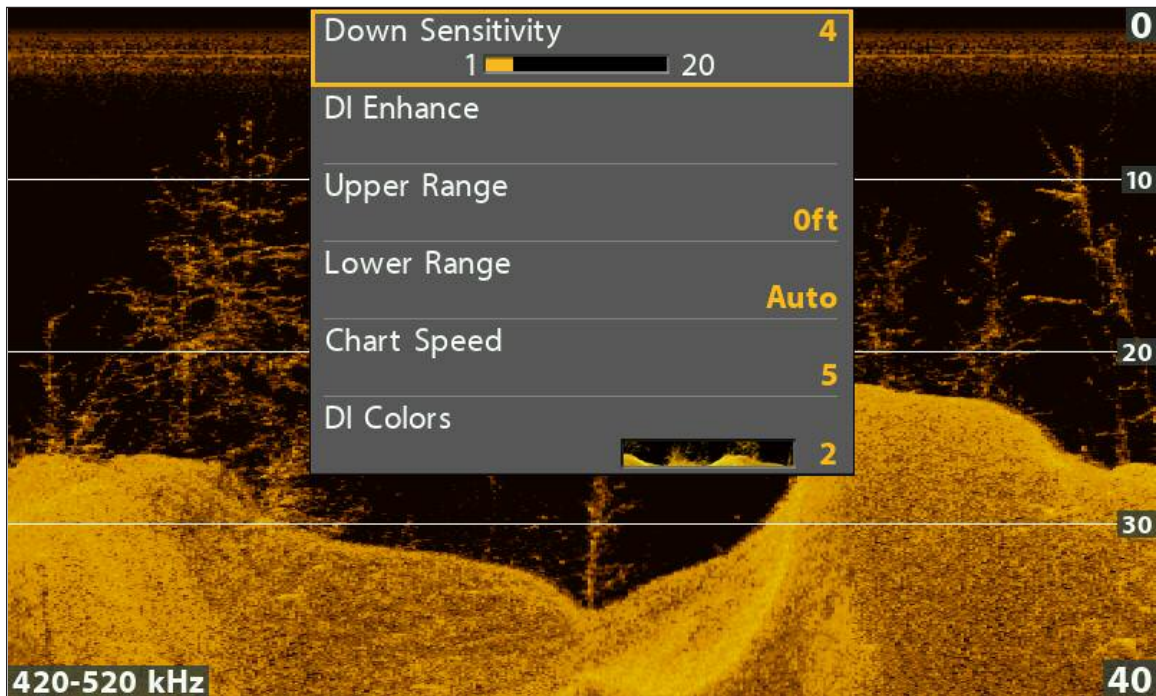 Down Sensitivity 4
1 20
DI Enhance
Upper Range
0ft
Lower Range
Auto
Chart Speed
5
DI Colors
2
0
10
20
30
40
420-520 kHz